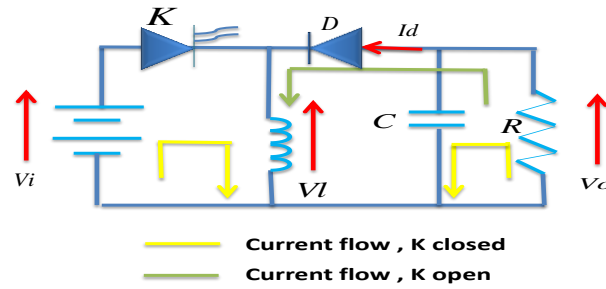 K
D
Id
Vi
Vl
C
R
Vo
Current flow , K closed
Current flow , K open